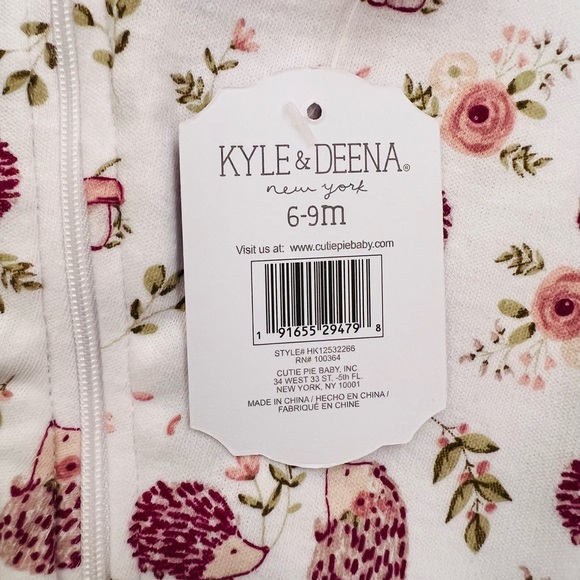 KYLE & DEENA®
new york
6-9m
Visit us at: www.cutiepiebaby.com
1 91655 29479 8
STYLE# HK12532266
RN# 100364
CUTIE PIE BABY, INC.
34 WEST 33 ST. -5th FL.
NEW YORK, NY 10001
MADE IN CHINA / HECHO EN CHINA /
FABRIQUÉ EN CHINE